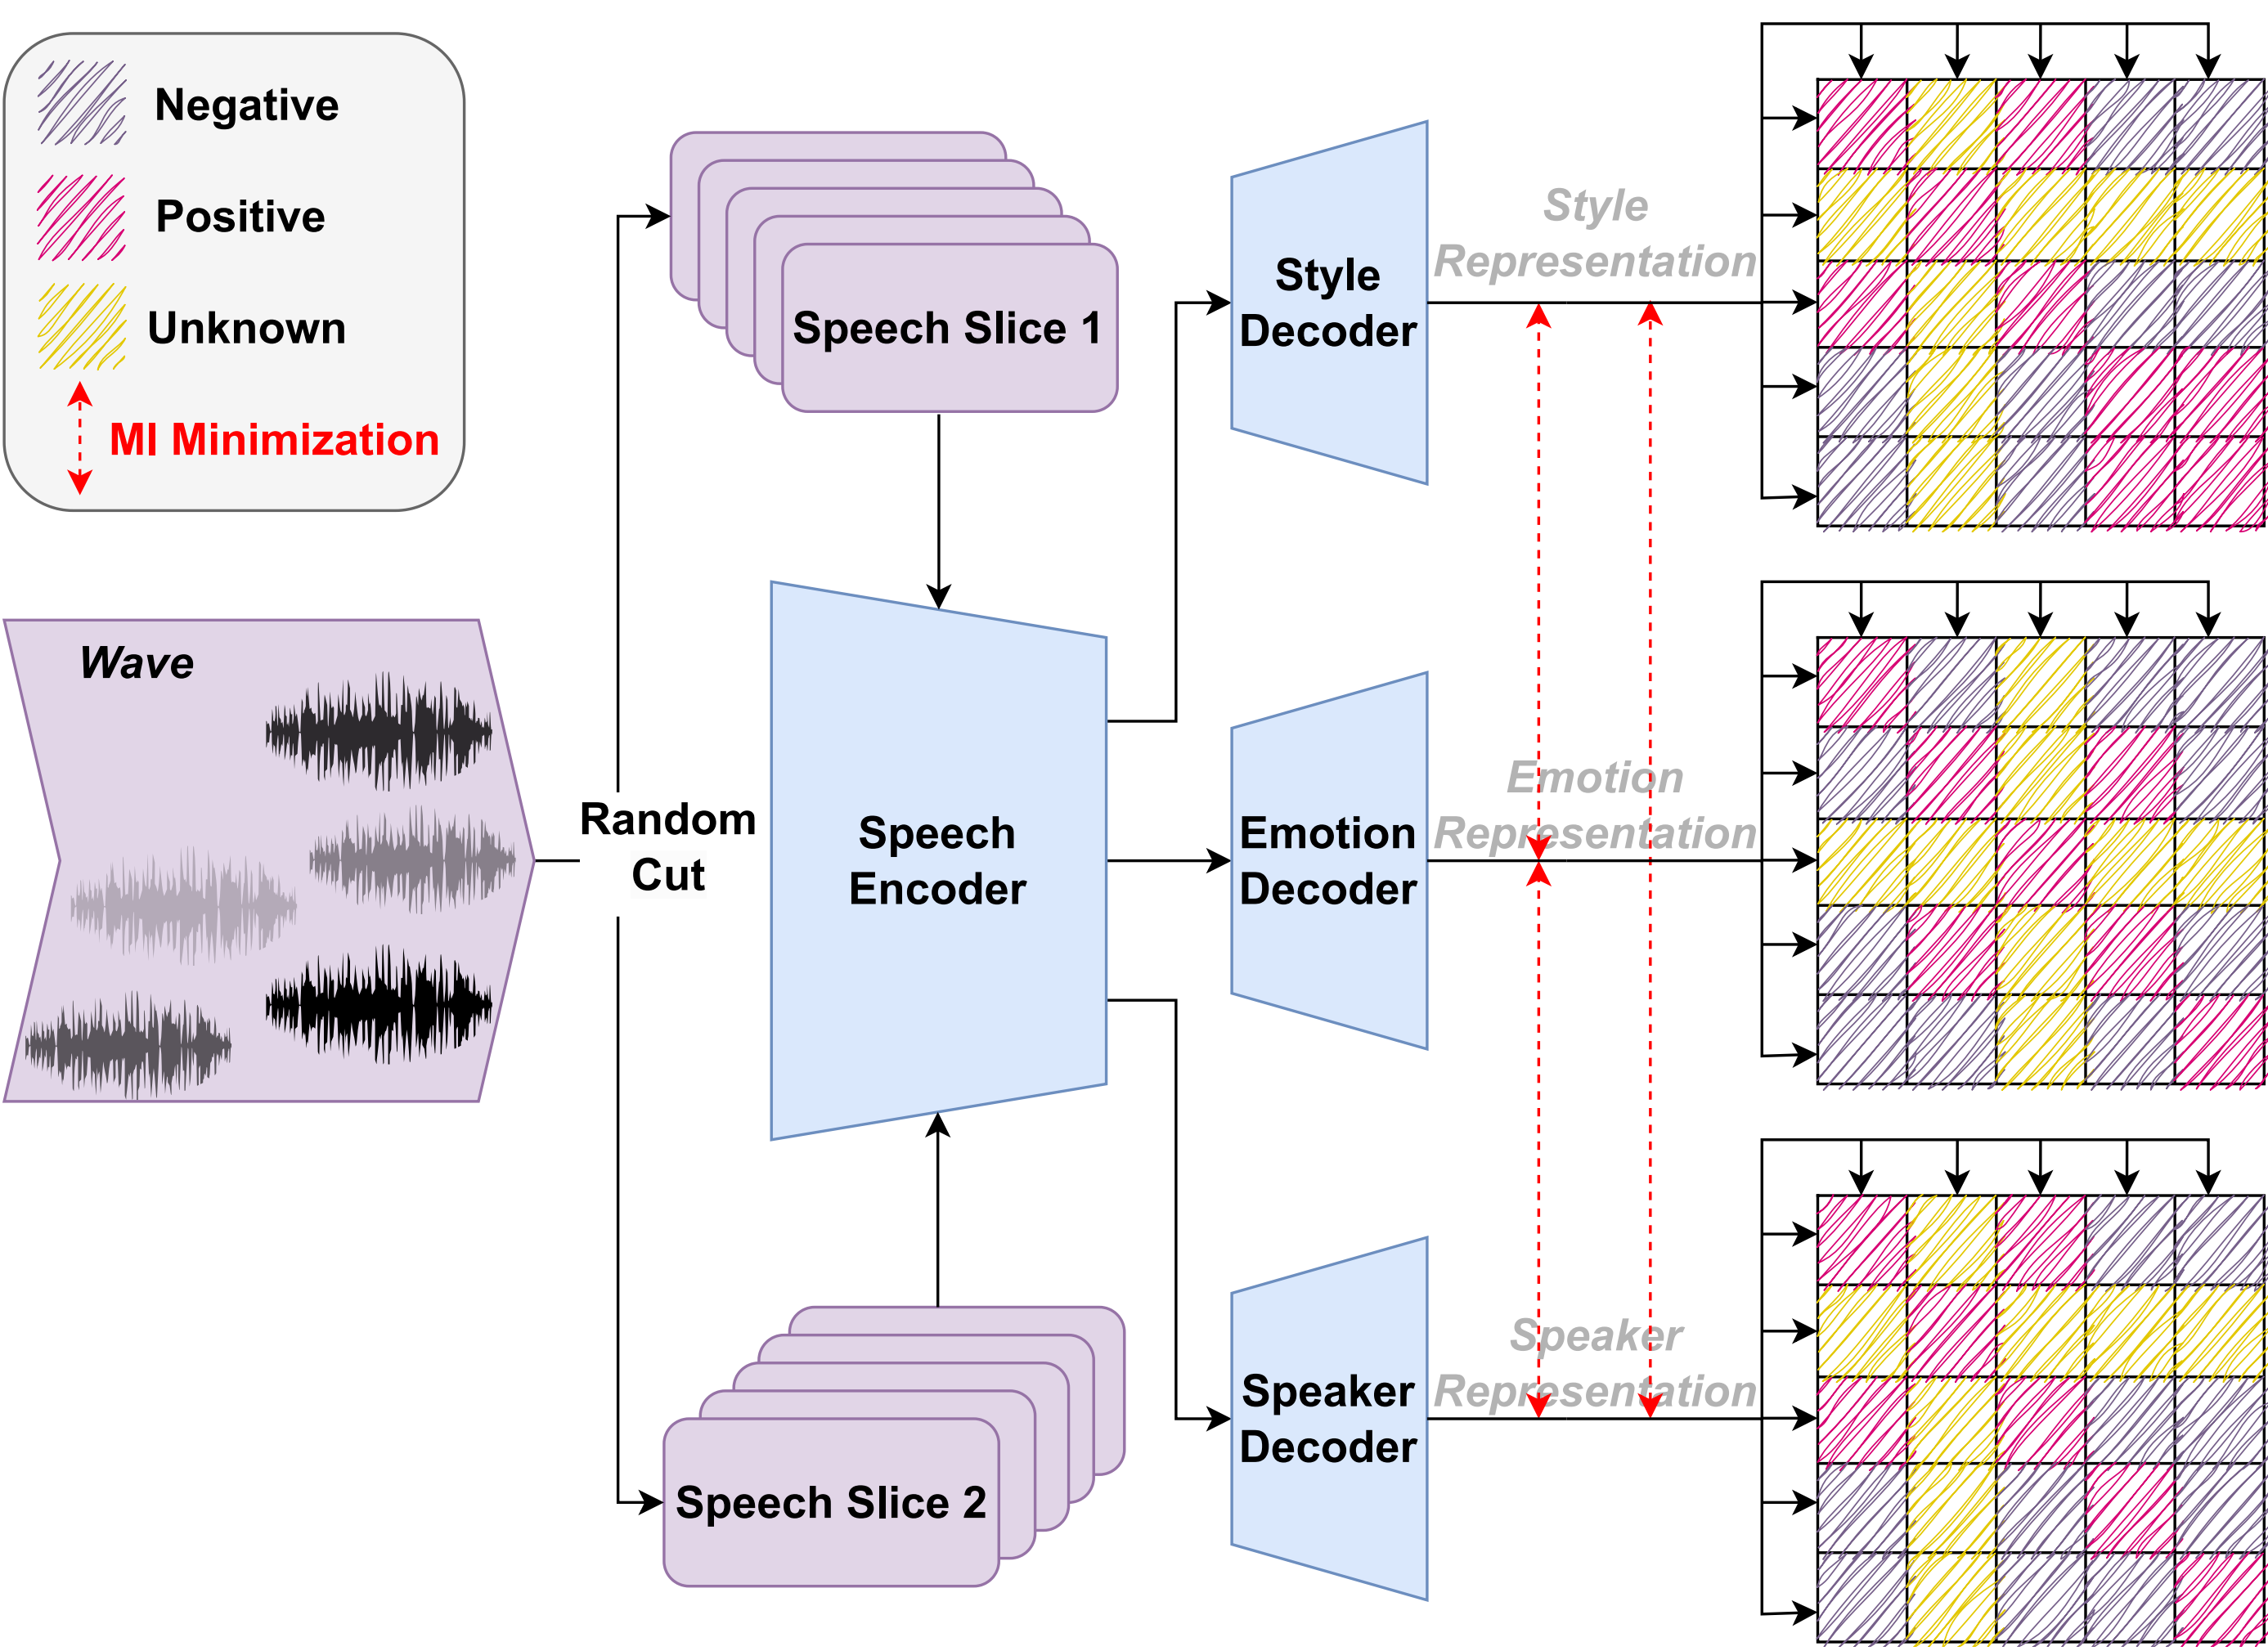 Negative
Positive
Unknown
MI Minimization
Wave
Random
Cut
Speech Slice 1
Speech
Encoder
Speech Slice 2
Style
Decoder
Emotion
Decoder
Speaker
Decoder
Style
Representation
Emotion
Representation
Speaker
Representation